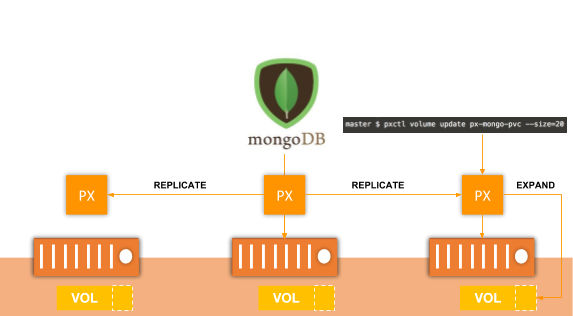 mongoDB
master $ pxctl volume update px-mongo-pvc --size=20
REPLICATE
REPLICATE
EXPAND
PX
PX
PX
VOL
VOL
VOL